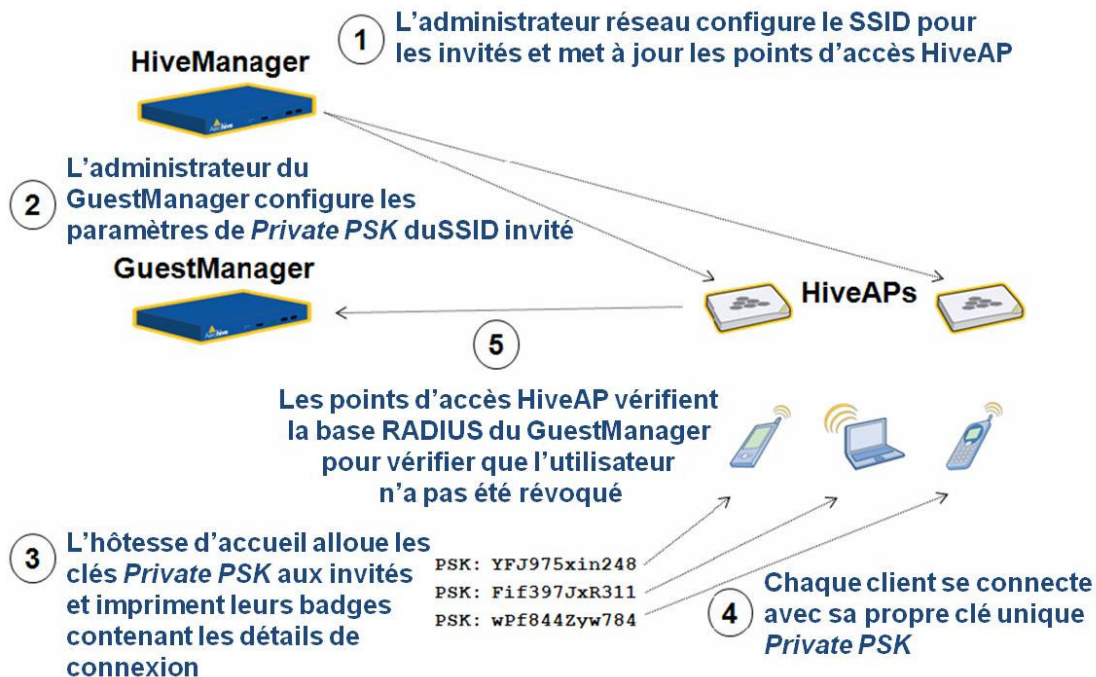 1
L'administrateur réseau configure le SSID pour
les invités et met à jour les points d'accès HiveAP
HiveManager
2
L'administrateur du
GuestManager configure les
paramètres de Private PSK duSSID invité
GuestManager
HiveAPs
5
Les points d'accès HiveAP vérifient
la base RADIUS du GuestManager
pour vérifier que l'utilisateur
n'a pas été révoqué
3
L'hôtesse d'accueil alloue les
clés Private PSK aux invités
et impriment leurs badges
contenant les détails de
connexion
PSK: YFJ975xin248
PSK: Fif397JxR311
PSK: wPf844Zyw784
4
Chaque client se connecte
avec sa propre clé unique
Private PSK